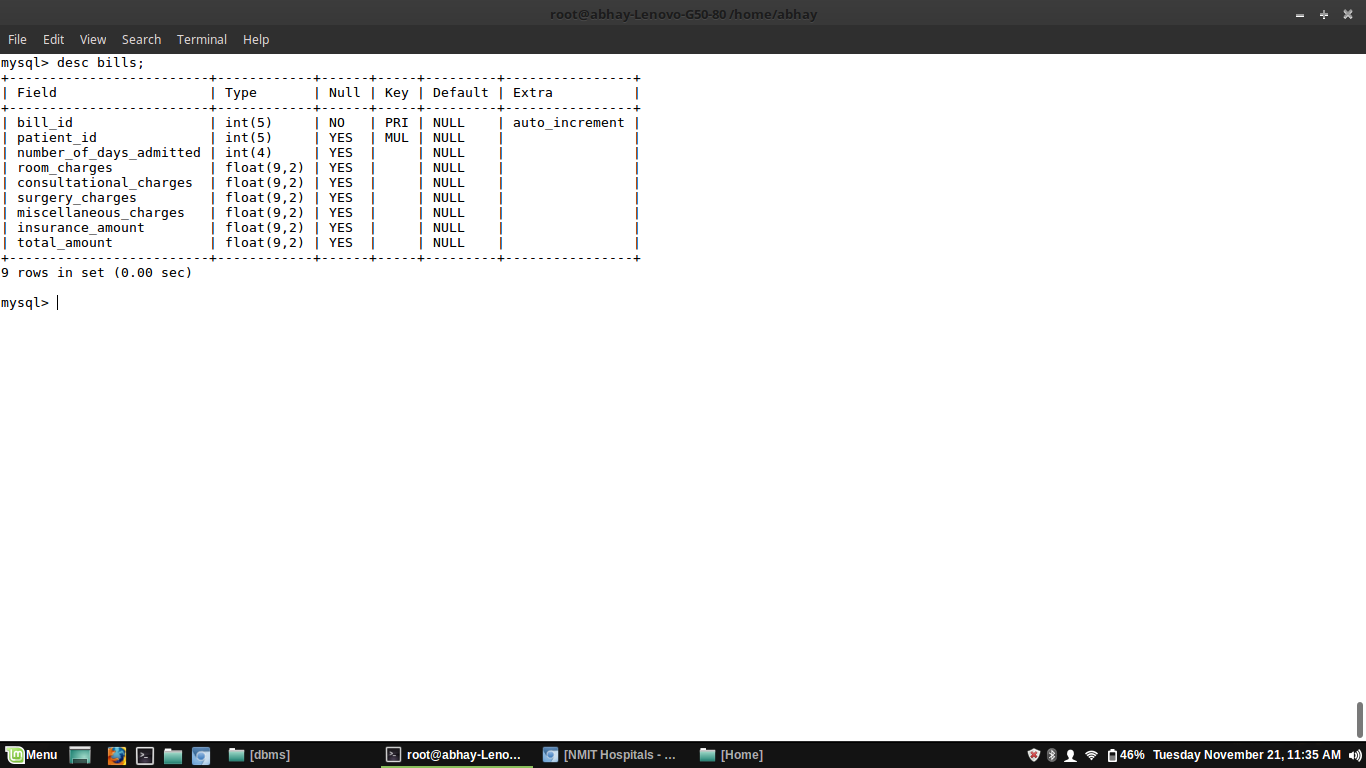 root@abhay-Lenovo-G50-80 /home/abhay
File Edit View Search Terminal Help
mysql> desc bills;
+-------------------------+------------+------+-----+---------+----------------+
| Field                   | Type       | Null | Key | Default | Extra          |
+-------------------------+------------+------+-----+---------+----------------+
| bill_id                 | int(5)     | NO   | PRI | NULL    | auto_increment |
| patient_id              | int(5)     | YES  | MUL | NULL    |                |
| number_of_days_admitted | int(4)     | YES  |     | NULL    |                |
| room_charges            | float(9,2) | YES  |     | NULL    |                |
| consultational_charges  | float(9,2) | YES  |     | NULL    |                |
| surgery_charges         | float(9,2) | YES  |     | NULL    |                |
| miscellaneous_charges   | float(9,2) | YES  |     | NULL    |                |
| insurance_amount        | float(9,2) | YES  |     | NULL    |                |
| total_amount            | float(9,2) | YES  |     | NULL    |                |
+-------------------------+------------+------+-----+---------+----------------+
9 rows in set (0.00 sec)
mysql>
Menu [dbms] root@abhay-Leno... [NMIT Hospitals - ... [Home] 46% Tuesday November 21, 11:35 AM